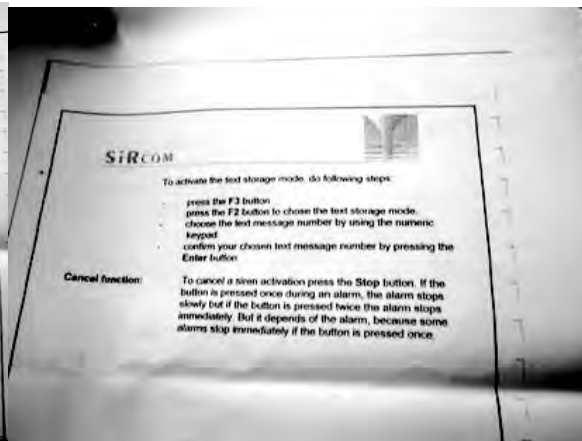 SiRCOM
To activate the text storage mode, do following steps:
press the F3 button
press the F2 button to chose the text storage mode.
choose the text message number by using the numeric
keypad
confirm your chosen text message number by pressing the
Enter button
Cancel function: To cancel a siren activation press the Stop button. If the
button is pressed once during an alarm, the alarm stops
slowly but if the button is pressed twice the alarm stops
immediately. But it depends of the alarm, because some
alarms stop immediately if the button is pressed once.